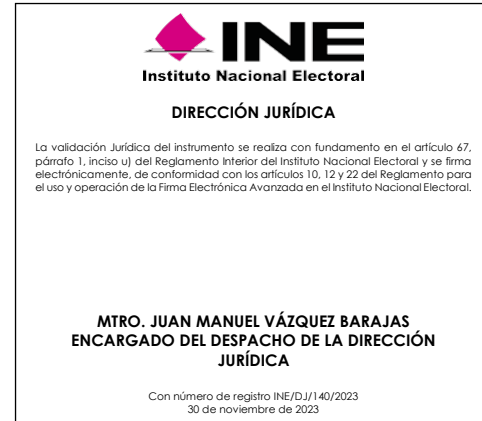 INE
Instituto Nacional Electoral
DIRECCIÓN JURÍDICA
La validación Jurídica del instrumento se realiza con fundamento en el artículo 67,
párrafo 1, inciso u) del Reglamento Interior del Instituto Nacional Electoral y se firma
electrónicamente, de conformidad con los artículos 10, 12 y 22 del Reglamento para
el uso y operación de la Firma Electrónica Avanzada en el Instituto Nacional Electoral.
MTRO. JUAN MANUEL VÁZQUEZ BARAJAS
ENCARGADO DEL DESPACHO DE LA DIRECCIÓN
JURÍDICA
Con número de registro INE/DJ/140/2023
30 de noviembre de 2023